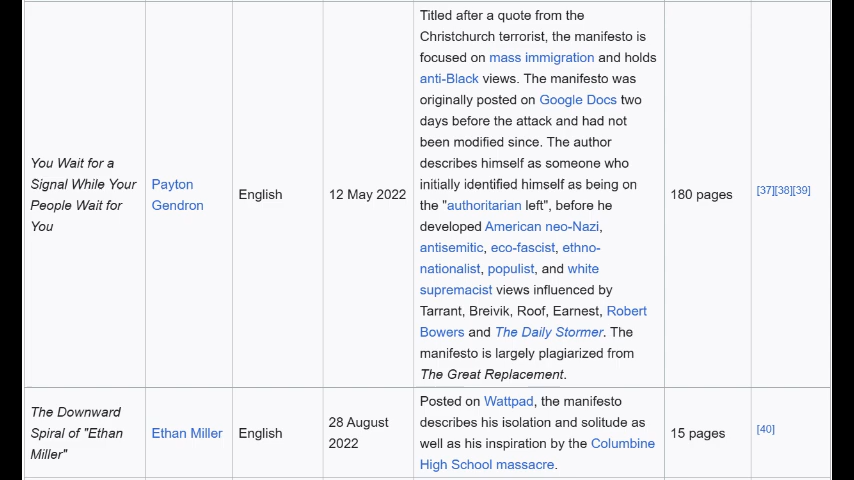 Titled after a quote from the
Christchurch terrorist, the manifesto is
focused on mass immigration and holds
anti-Black views. The manifesto was
originally posted on Google Docs two
days before the attack and had not
been modified since. The author
describes himself as someone who
initially identified himself as being on
the "authoritarian left", before he
developed American neo-Nazi,
antisemitic, eco-fascist, ethno-
nationalist, populist, and white
supremacist views influenced by
Tarrant, Breivik, Roof, Earnest, Robert
Bowers and The Daily Stormer. The
manifesto is largely plagiarized from
The Great Replacement.
You Wait for a
Signal While Your
People Wait for
You
Payton
Gendron
English
12 May 2022
180 pages
[37][38][39]
The Downward
Spiral of "Ethan
Miller"
Ethan Miller
English
28 August
2022
Posted on Wattpad, the manifesto
describes his isolation and solitude as
well as his inspiration by the Columbine
High School massacre.
15 pages
[40]